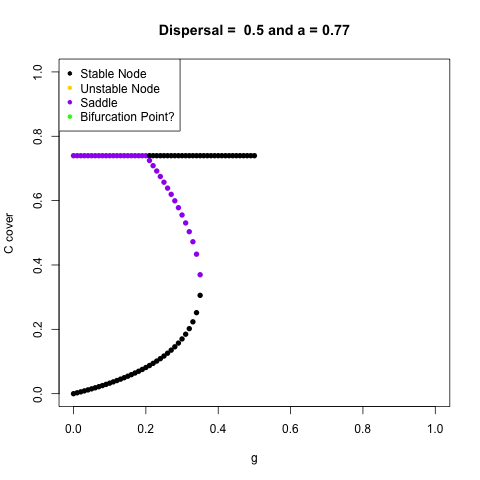 Dispersal =  0.5 and a = 0.77
Stable Node
Unstable Node
Saddle
Bifurcation Point?
C cover
1.0
0.8
0.6
0.4
0.2
0.0
0.0 0.2 0.4 0.6 0.8 1.0
g